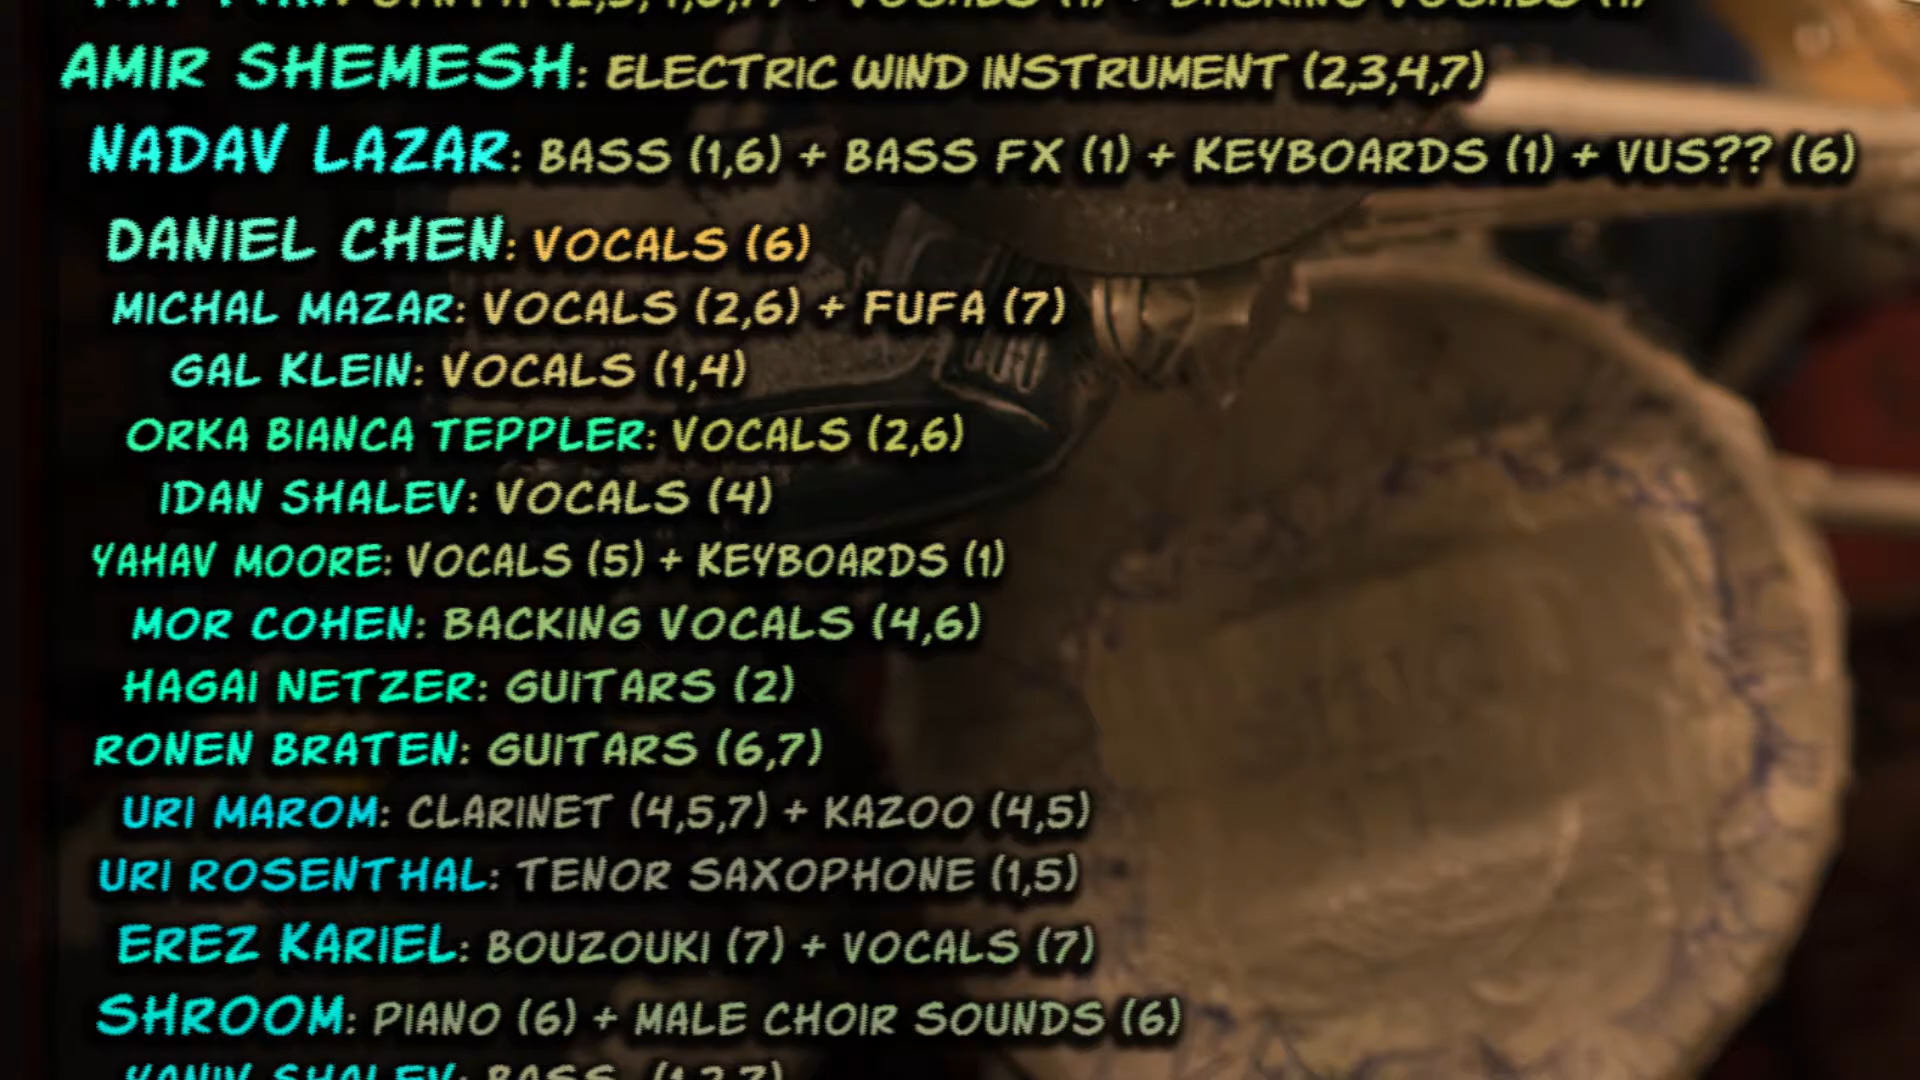 AMIR SHEMESH: ELECTRIC WIND INSTRUMENT (2,3,4,7)
NADAV LAZAR: BASS (1,6) + BASS FX (1) + KEYBOARDS (1) + VUS?? (6)
DANIEL CHEN: VOCALS (6)
MICHAL MAZAR: VOCALS (2,6) + FUFA (7)
GAL KLEIN: VOCALS (1,4)
ORKA BIANCA TEPPLER: VOCALS (2,6)
IDAN SHALEV: VOCALS (4)
YAHAV MOORE: VOCALS (5) + KEYBOARDS (1)
MOR COHEN: BACKING VOCALS (4,6)
HAGAI NETZER: GUITARS (2)
RONEN BRATEN: GUITARS (6,7)
URI MAROM: CLARINET (4,5,7) + KAZOO (4,5)
URI ROSENTHAL: TENOR SAXOPHONE (1,5)
EREZ KARIEL: BOUZOUKI (7) + VOCALS (7)
SHROOM: PIANO (6) + MALE CHOIR SOUNDS (6)
YANIV SHALEV: BASS